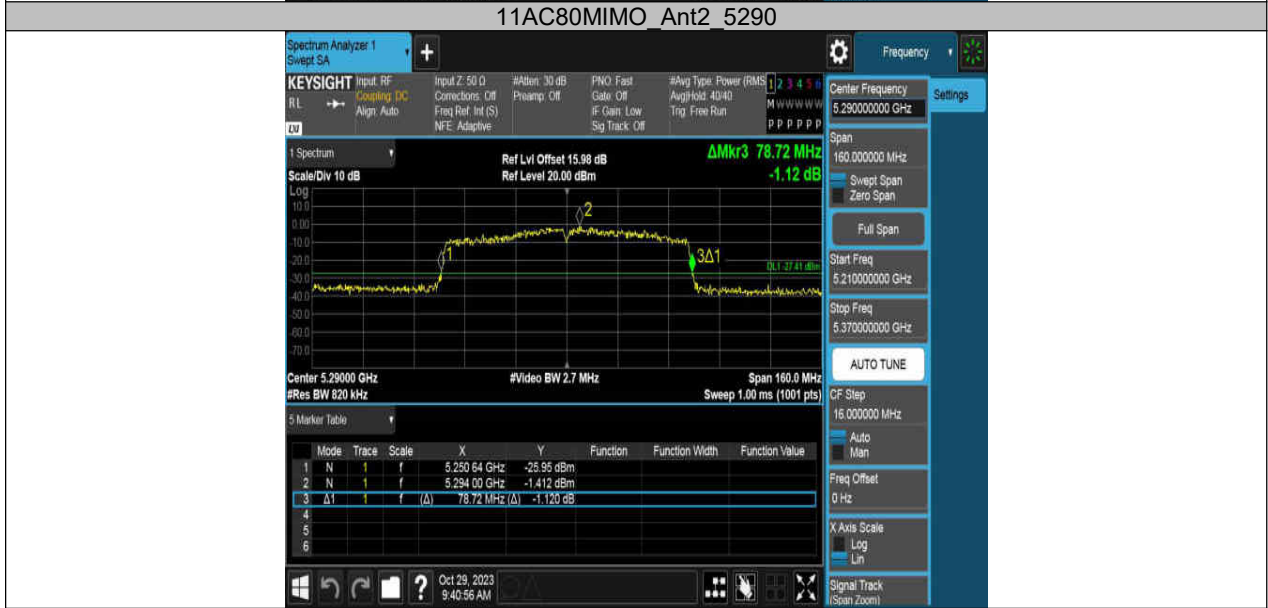 11AC80MIMO_Ant2_5290
Spectrum Analyzer 1
Swept SA
+
Frequency
KEYSIGHT
RL
LXI
Input: RF
Coupling: DC
Align: Auto
Input Z: 50 Ω
Corrections: Off
Freq Ref: Int (S)
NFE: Adaptive
#Atten: 30 dB
Preamp: Off
PNO: Fast
Gate: Off
IF Gain: Low
Sig Track: Off
#Avg Type: Power (RMS
Avg|Hold: 40/40
Trig: Free Run
1 2 3 4 5 6
M W W W W W
P P P P P P
Center Frequency
5.290000000 GHz
Settings
Span
160.000000 MHz
Swept Span
Zero Span
Full Span
Start Freq
5.210000000 GHz
Stop Freq
5.370000000 GHz
AUTO TUNE
CF Step
16.000000 MHz
Auto
Man
Freq Offset
0 Hz
X Axis Scale
Log
Lin
Signal Track
(Span Zoom)
1 Spectrum
Scale/Div 10 dB
Ref Lvl Offset 15.98 dB
Ref Level 20.00 dBm
ΔMkr3 78.72 MHz
-1.12 dB
Log
10.0
0.00
-10.0
-20.0
-30.0
-40.0
-50.0
-60.0
-70.0
1
2
3Δ1
DL1 -27.41 dBm
Center 5.29000 GHz
#Video BW 2.7 MHz
Span 160.0 MHz
#Res BW 820 kHz
Sweep 1.00 ms (1001 pts)
5 Marker Table
Mode Trace Scale X Y Function Function Width Function Value
1 N 1 f 5.250 64 GHz -25.95 dBm
2 N 1 f 5.294 00 GHz -1.412 dBm
3 Δ1 1 f (Δ) 78.72 MHz (Δ) -1.120 dB
4
5
6
?
Oct 29, 2023
9:40:56 AM